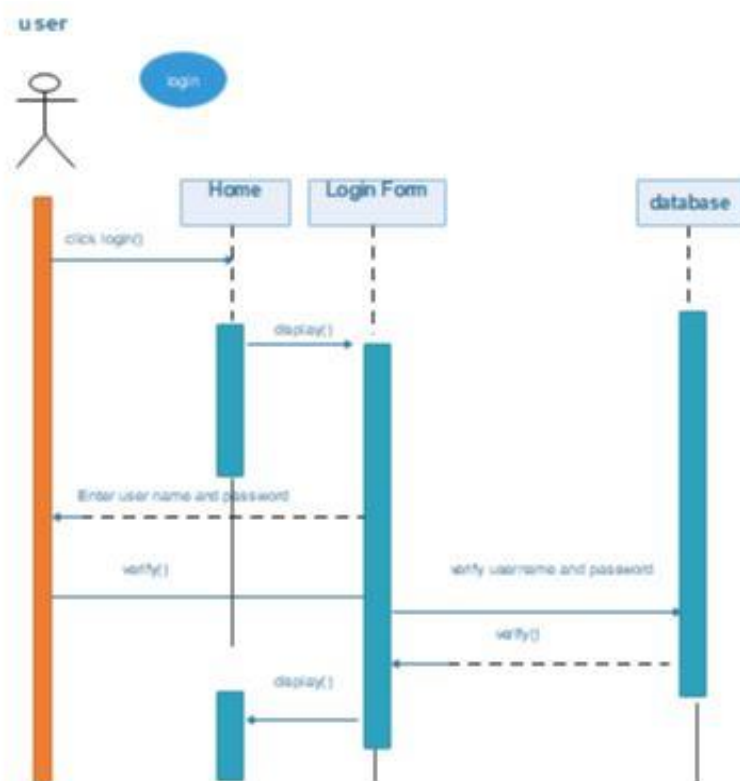 user
login
Home
Login Form
database
click login()
display()
Enter user name and password
verify()
verify username and password
verify()
display()